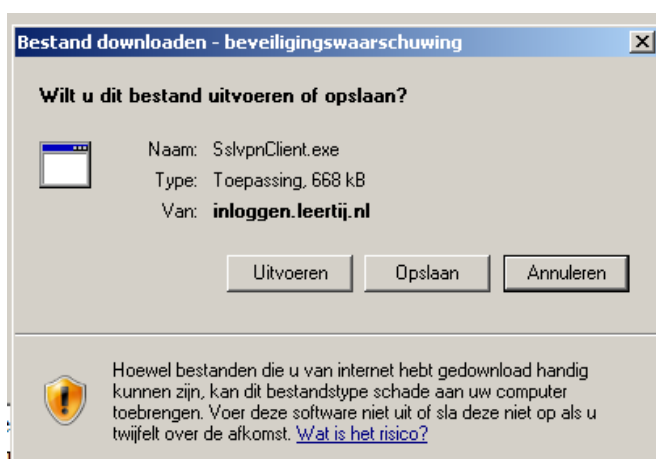 Bestand downloaden - beveiligingswaarschuwing
Wilt u dit bestand uitvoeren of opslaan?
Naam: SslvpnClient.exe
Type: Toepassing, 668 kB
Van: inloggen.leertij.nl
Uitvoeren Opslaan Annuleren
Hoewel bestanden die u van internet hebt gedownload handig
kunnen zijn, kan dit bestandstype schade aan uw computer
toebrengen. Voer deze software niet uit of sla deze niet op als u
twijfelt over de afkomst. Wat is het risico?